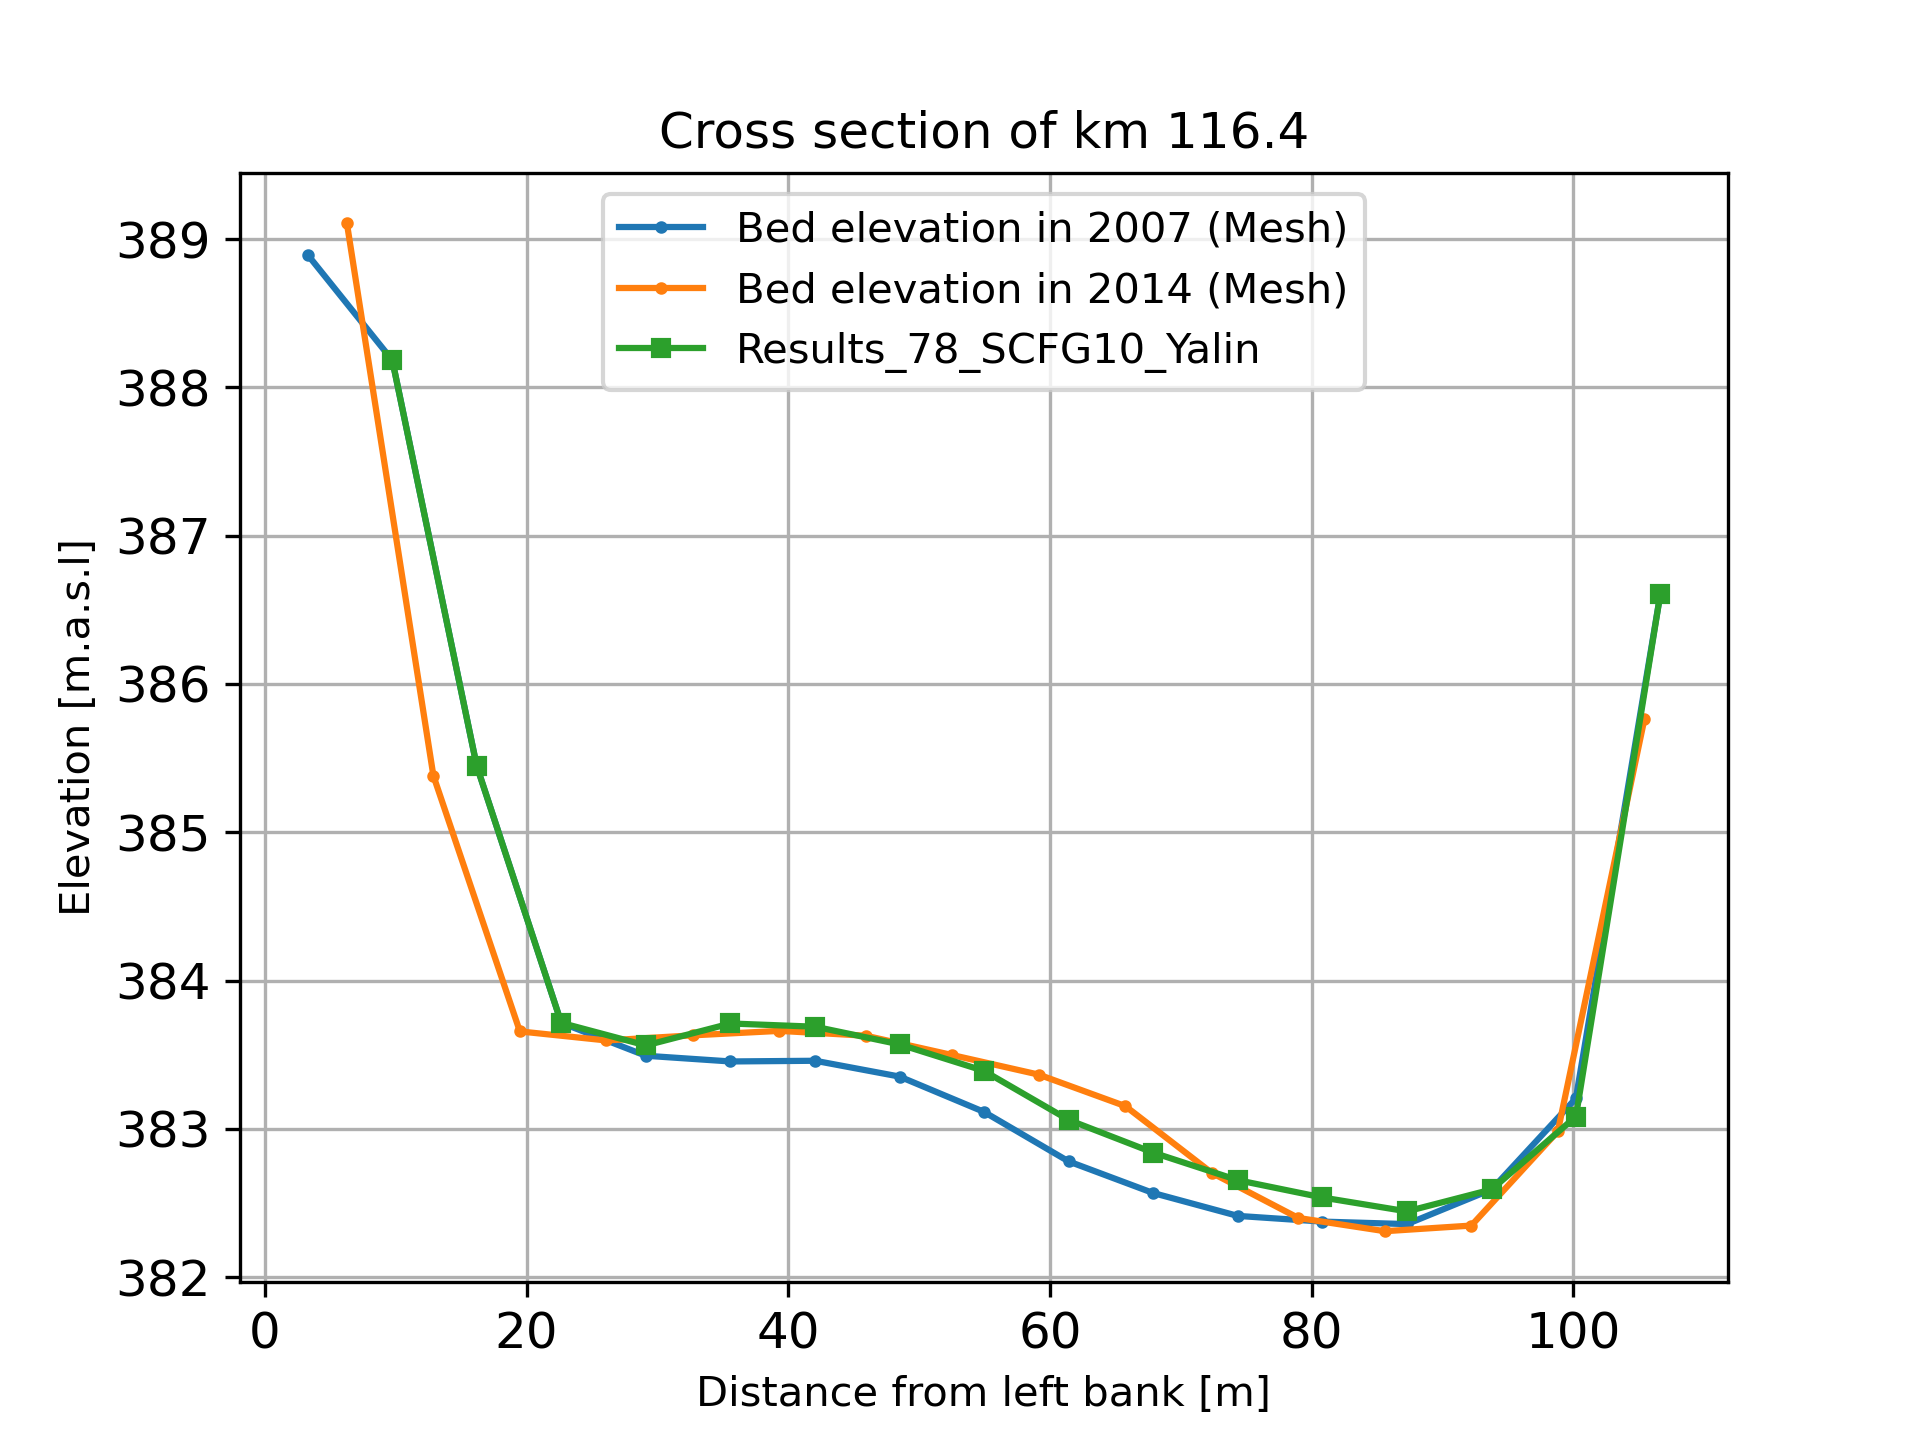 Cross section of km 116.4
Bed elevation in 2007 (Mesh)
Bed elevation in 2014 (Mesh)
Results_78_SCFG10_Yalin
Elevation [m.a.s.l]
389
388
387
386
385
384
383
382
0 20 40 60 80 100
Distance from left bank [m]